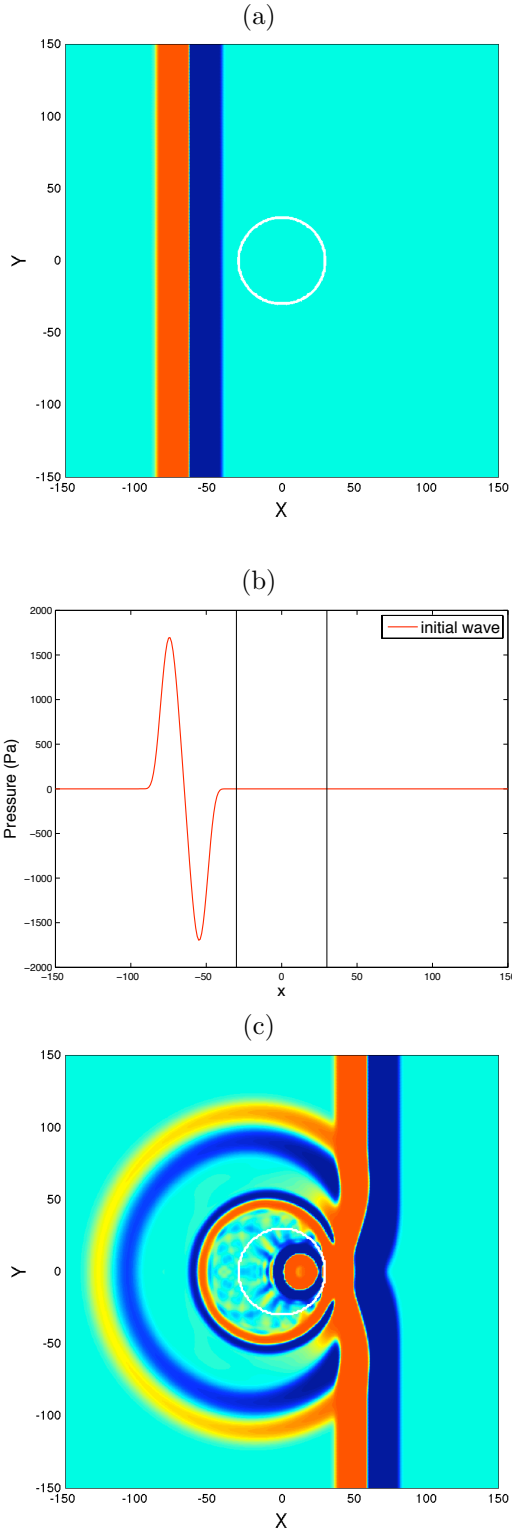 (a)
150
100
50
0
-50
-100
-150
Y
-150 -100 -50 0 50 100 150
X
(b)
2000
1500
1000
500
0
−500
−1000
−1500
−2000
Pressure (Pa)
initial wave
−150 −100 −50 0 50 100 150
x
(c)
150
100
50
0
-50
-100
-150
Y
-150 -100 -50 0 50 100 150
X